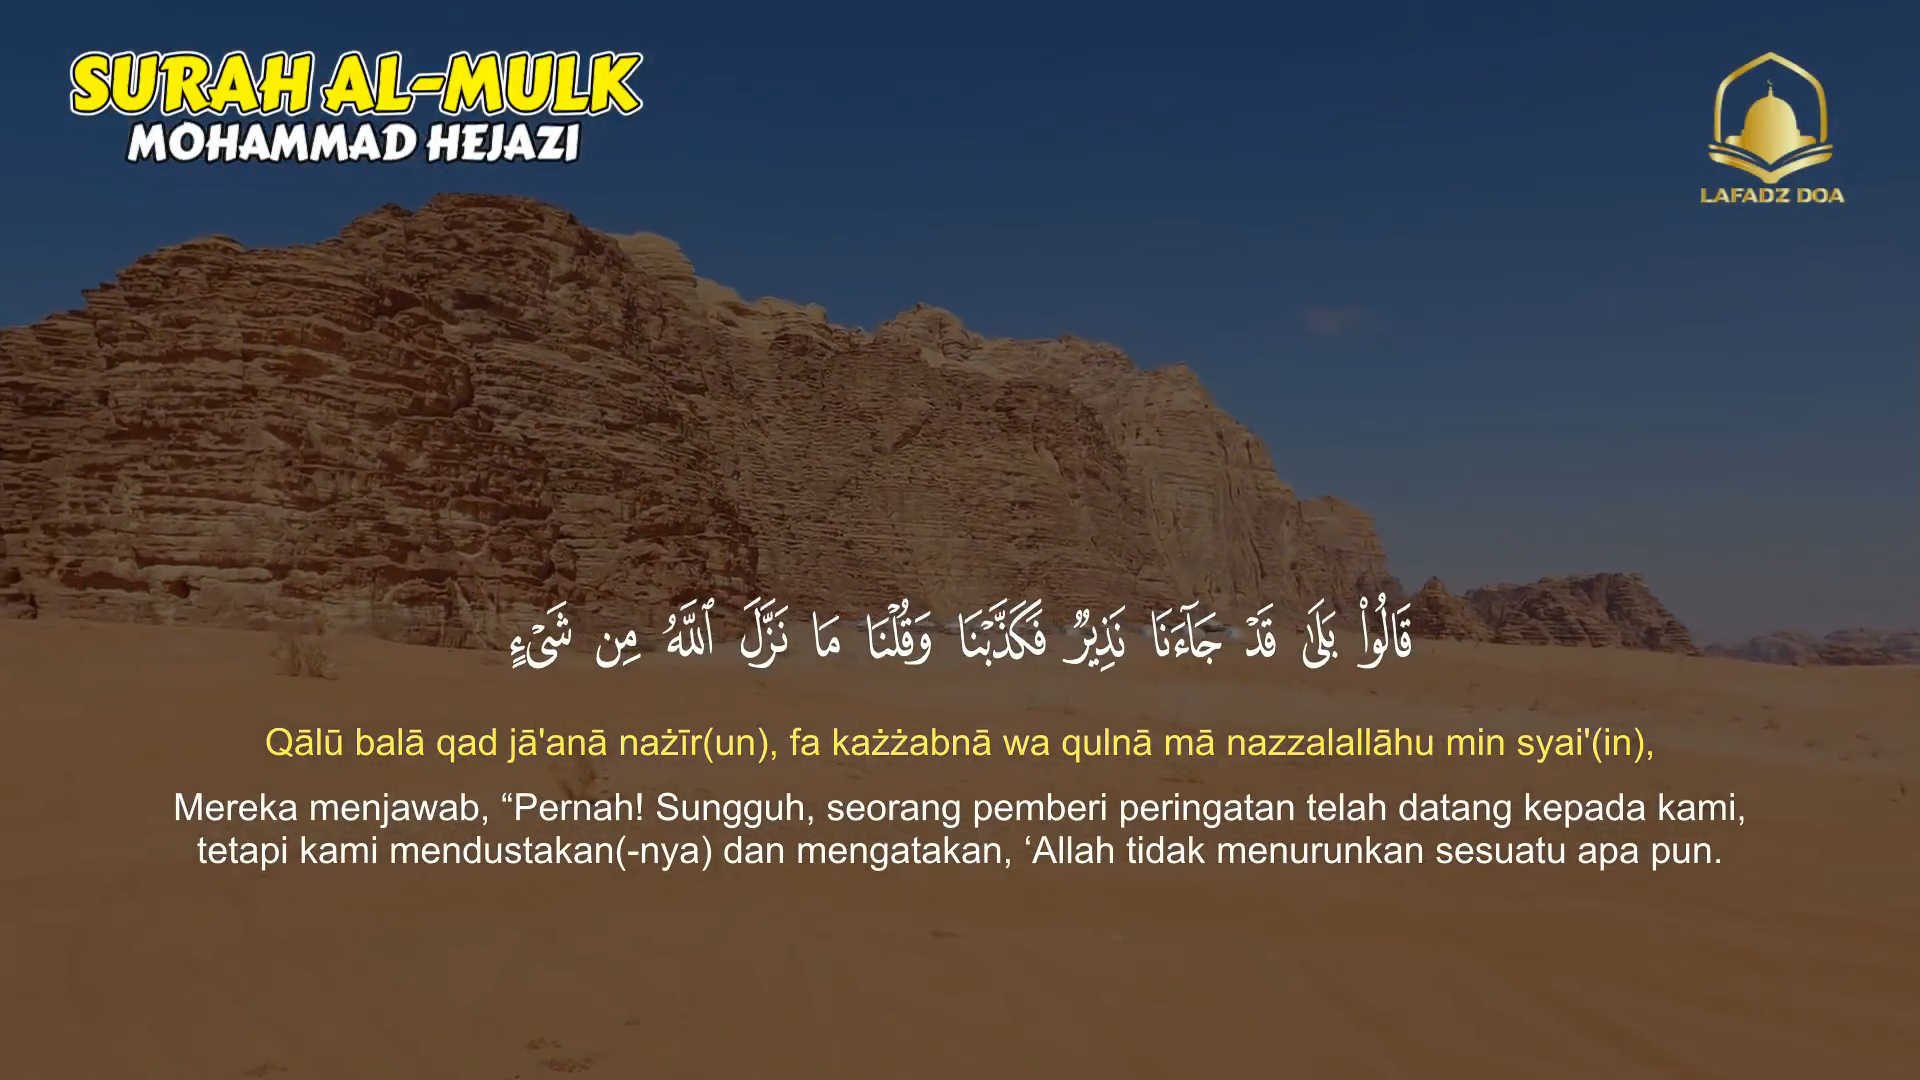 SURAH AL-MULK
MOHAMMAD HEJAZI
LAFADZ DOA
قَالُوا۟ بَلَىٰ قَدْ جَآءَنَا نَذِيرٌ فَكَذَّبْنَا وَقُلْنَا مَا نَزَّلَ ٱللَّهُ مِن شَىْءٍ
Qālū balā qad jā'anā nażīr(un), fa każżabnā wa qulnā mā nazzalallāhu min syai'(in),
Mereka menjawab, “Pernah! Sungguh, seorang pemberi peringatan telah datang kepada kami,
tetapi kami mendustakan(-nya) dan mengatakan, ‘Allah tidak menurunkan sesuatu apa pun.